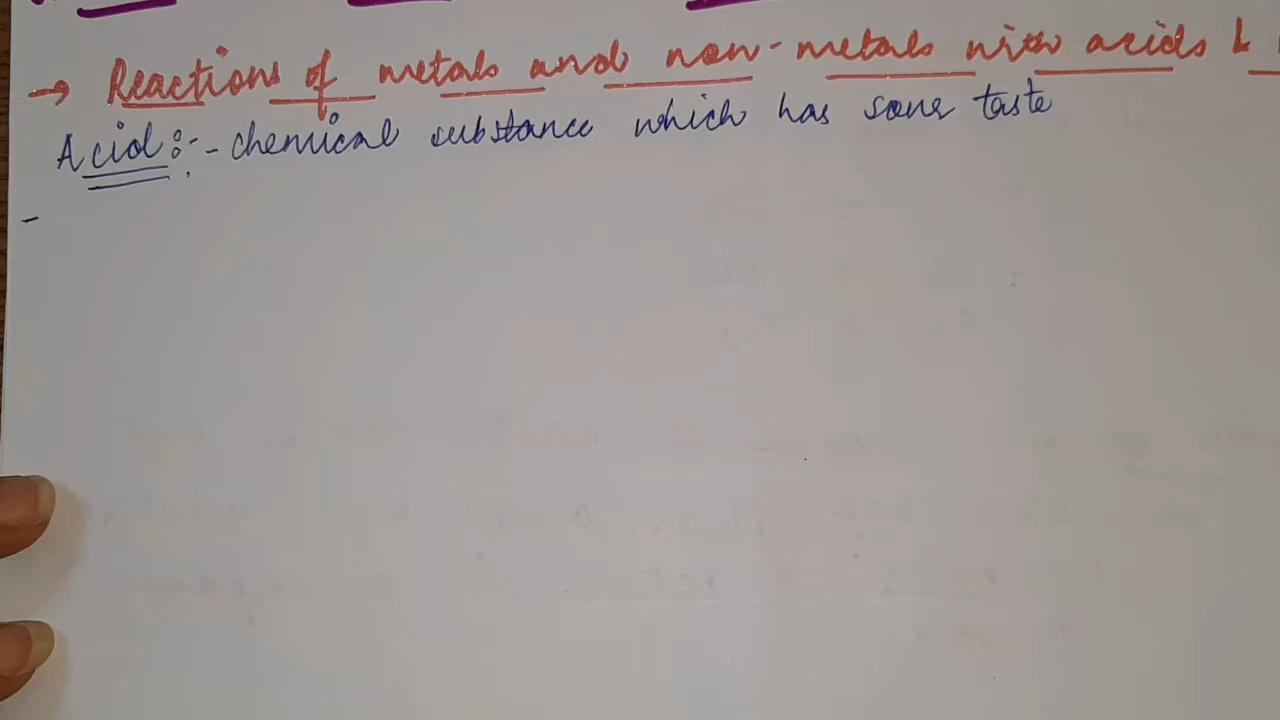 → Reactions of metals and non-metals with acids &
Acid :- - chemical substance which has sour taste
-